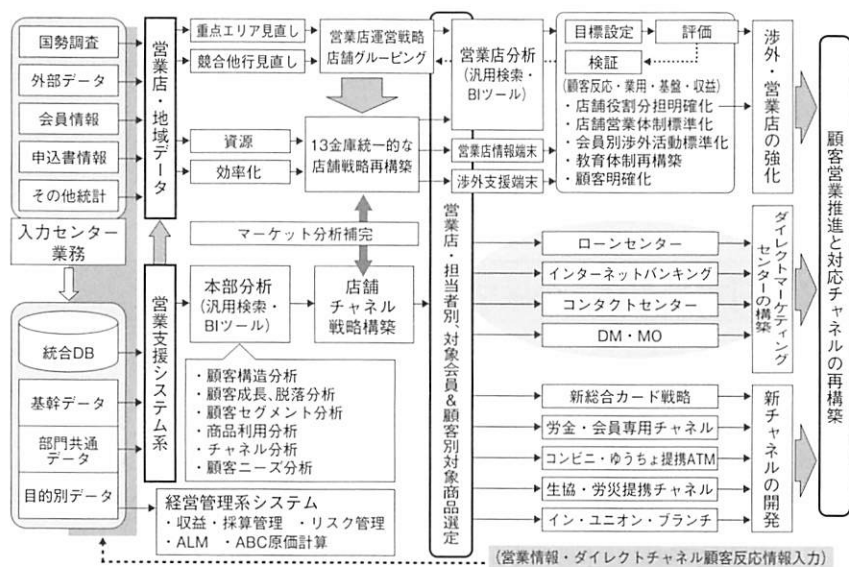 国勢調査
外部データ
会員情報
申込書情報
その他統計
入力センター
業務
統合DB
基幹データ
部門共通
データ
目的別データ
営業店・地域データ
営業支援システム系
重点エリア見直し
競合他行見直し
資源
効率化
営業店運営戦略
店舗グルーピング
13金庫統一的な
店舗戦略再構築
マーケット分析補完
本部分析
(汎用検索・
BIツール)
店舗
チャネル
戦略構築
・顧客構造分析
・顧客成長、脱落分析
・顧客セグメント分析
・商品利用分析
・チャネル分析
・顧客ニーズ分析
経営管理系システム
・収益・採算管理 ・リスク管理
・ALM ・ABC原価計算
営業店・担当者別、対象会員&顧客別対象商品選定
営業店分析
(汎用検索・
BIツール)
営業店情報端末
渉外支援端末
目標設定
評価
検証
(顧客反応・業用・基盤・収益)
・店舗役割分担明確化
・店舗営業体制標準化
・会員別渉外活動標準化
・教育体制再構築
・顧客明確化
ローンセンター
インターネットバンキング
コンタクトセンター
DM・MO
新総合カード戦略
労金・会員専用チャネル
コンビニ・ゆうちょ提携ATM
生協・労災提携チャネル
イン・ユニオン・ブランチ
渉外・営業店の強化
ダイレクトマーケティング
センターの構築
新チャネルの開発
顧客営業推進と対応チャネルの再構築
(営業情報・ダイレクトチャネル顧客反応情報入力)